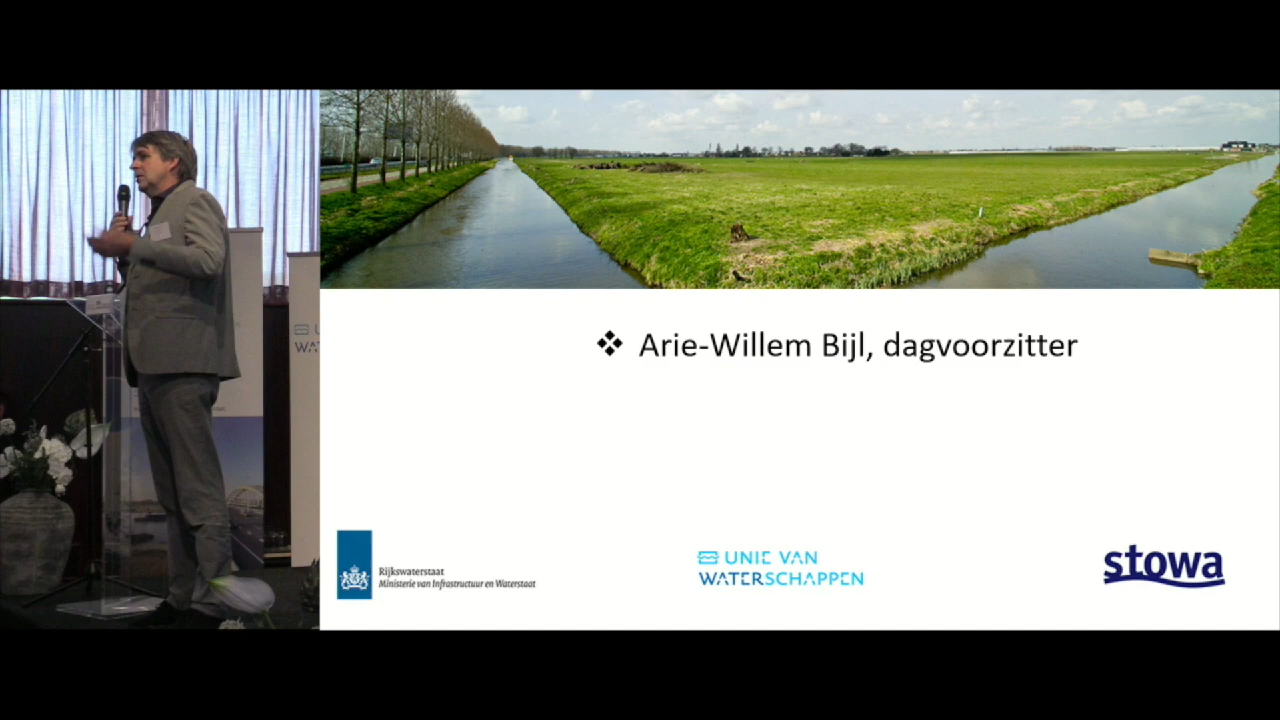 Arie-Willem Bijl, dagvoorzitter
Rijkswaterstaat
Ministerie van Infrastructuur en Waterstaat
UNIE VAN
WATERSCHAPPEN
stowa